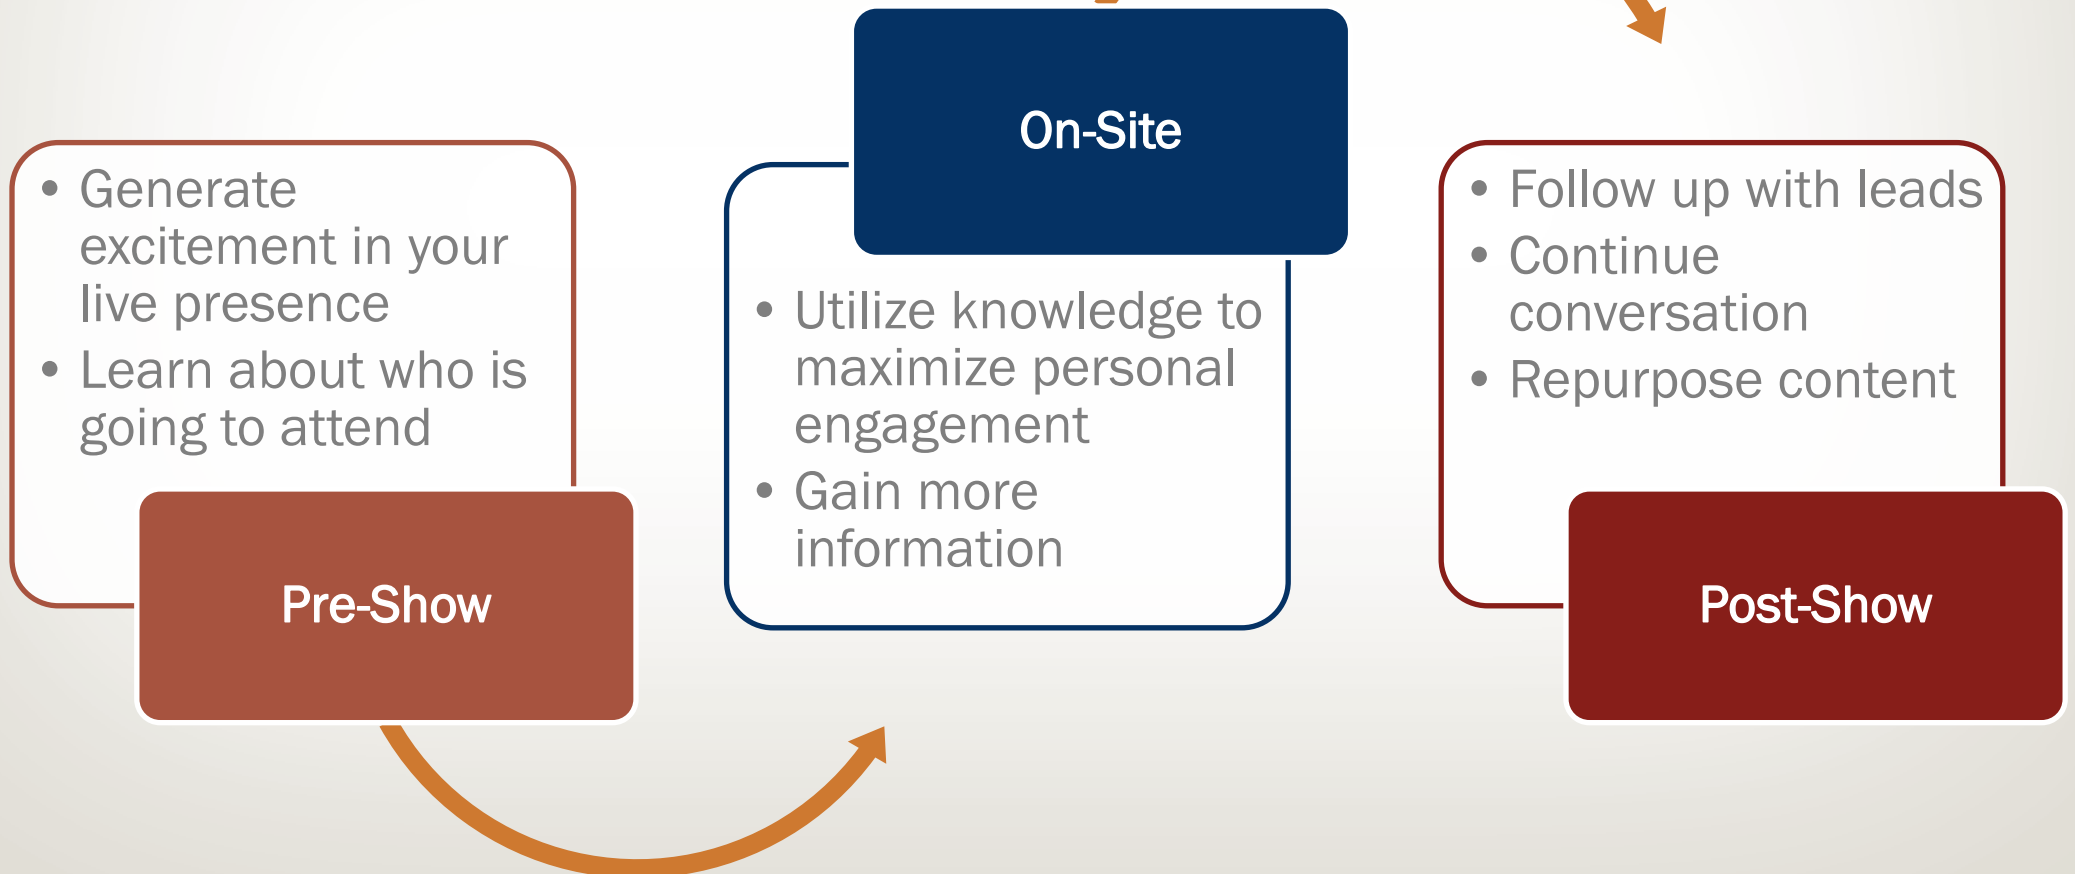 • Generate
excitement in your
live presence
• Learn about who is
going to attend
Pre-Show
On-Site
• Utilize knowledge to
maximize personal
engagement
• Gain more
information
• Follow up with leads
• Continue
conversation
• Repurpose content
Post-Show